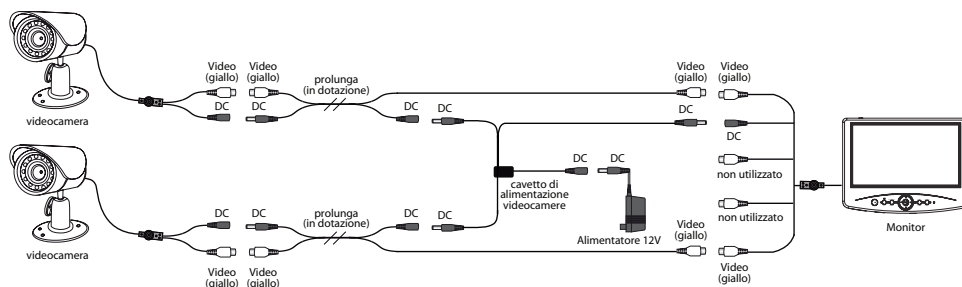 Video
(giallo)
Video
(giallo)
prolunga
(in dotazione)
Video
(giallo)
Video
(giallo)
DC
DC
DC
DC
DC
DC
videocamera
DC
DC
cavetto di
alimentazione
videocamere
Alimentatore 12V
non utilizzato
non utilizzato
Monitor
DC
DC
prolunga
(in dotazione)
DC
DC
Video
(giallo)
videocamera
Video
(giallo)
Video
(giallo)
Video
(giallo)